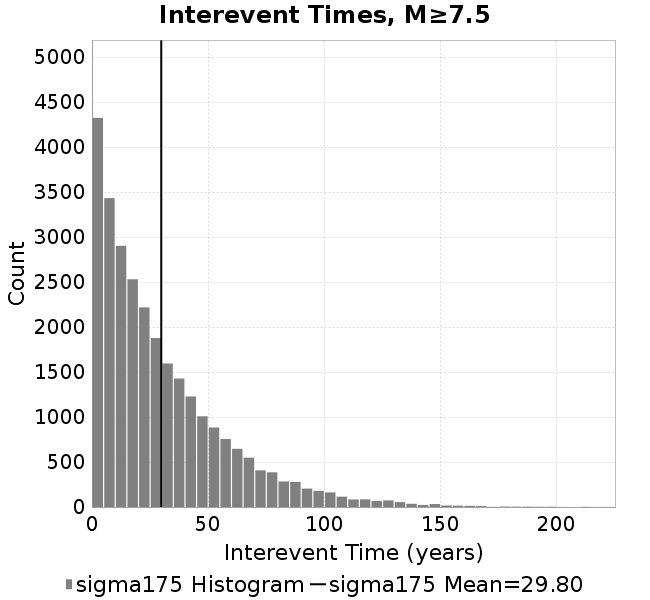 Interevent Times, M≥7.5
5000
4500
4000
3500
3000
2500
2000
1500
1000
500
0
Count
0 50 100 150 200
Interevent Time (years)
sigma175 Histogram sigma175 Mean=29.80